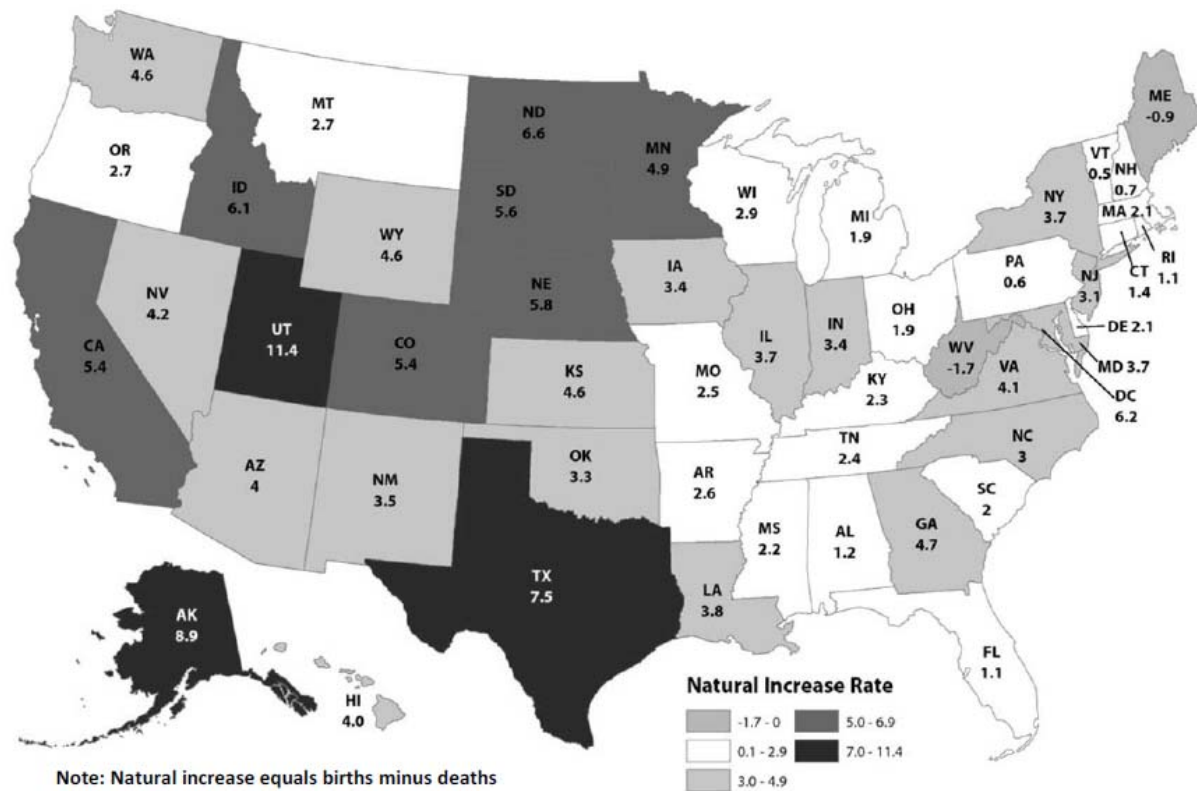 WA
4.6
MT
2.7
ND
6.6
MN
4.9
ME
-0.9
OR
2.7
ID
6.1
SD
5.6
WI
2.9
MI
1.9
VT
0.5
NH
0.7
NY
3.7
MA 2.1
RI
1.1
CT
1.4
WY
4.6
NE
5.8
IA
3.4
PA
0.6
NJ
3.1
NV
4.2
UT
11.4
CO
5.4
CA
5.4
KS
4.6
MO
2.5
IL
3.7
IN
3.4
OH
1.9
WV
-1.7
DE 2.1
MD 3.7
DC
6.2
VA
4.1
KY
2.3
AZ
4
NM
3.5
OK
3.3
AR
2.6
TN
2.4
NC
3
SC
2
MS
2.2
AL
1.2
GA
4.7
TX
7.5
LA
3.8
FL
1.1
AK
8.9
HI
4.0
Natural Increase Rate
-1.7 - 0
5.0 - 6.9
0.1 - 2.9
7.0 - 11.4
3.0 - 4.9
Note: Natural increase equals births minus deaths